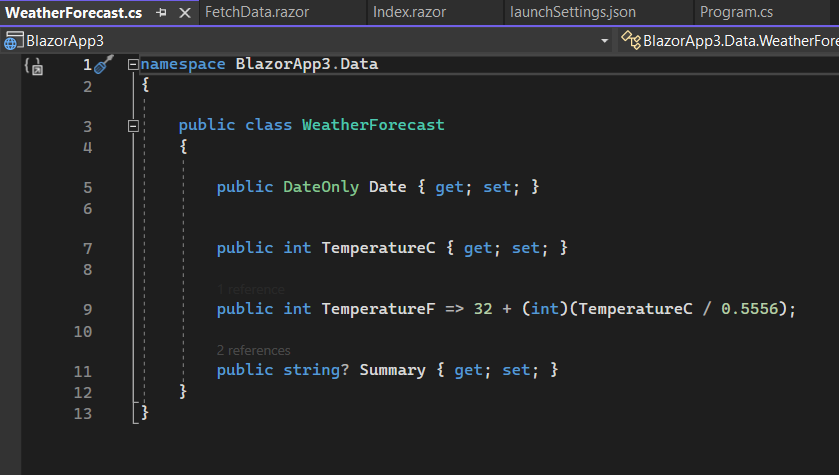 WeatherForecast.cs FetchData.razor Index.razor launchSettings.json Program.cs
BlazorApp3 BlazorApp3.Data.WeatherFore
1 namespace BlazorApp3.Data
2 {
3 public class WeatherForecast
4 {
5 public DateOnly Date { get; set; }
6
7 public int TemperatureC { get; set; }
8
1 reference
9 public int TemperatureF => 32 + (int)(TemperatureC / 0.5556);
10
2 references
11 public string? Summary { get; set; }
12 }
13 }